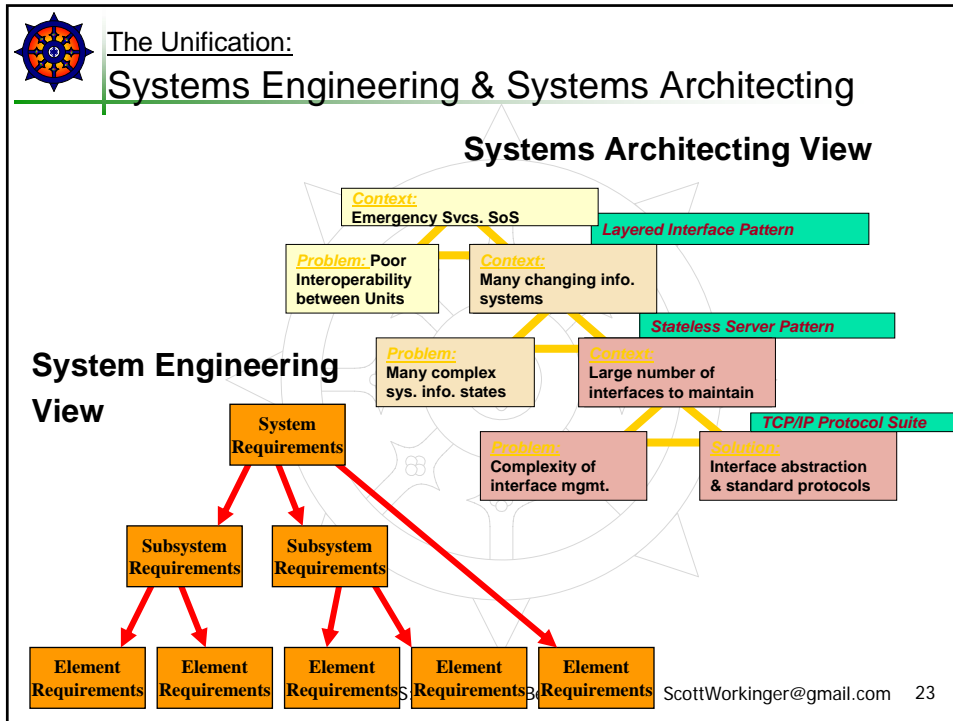 The Unification:
Systems Engineering & Systems Architecting
Systems Architecting View
Context:
Emergency Svcs. SoS
Layered Interface Pattern
Problem: Poor
Interoperability
between Units
Context:
Many changing info.
systems
Stateless Server Pattern
Problem:
Many complex
sys. info. states
Context:
Large number of
interfaces to maintain
TCP/IP Protocol Suite
Problem:
Complexity of
interface mgmt.
Solution:
Interface abstraction
& standard protocols
System Engineering
View
System
Requirements
Subsystem
Requirements
Subsystem
Requirements
Element
Requirements
Element
Requirements
Element
Requirements
Element
Requirements
Element
Requirements
ScottWorkinger@gmail.com 23